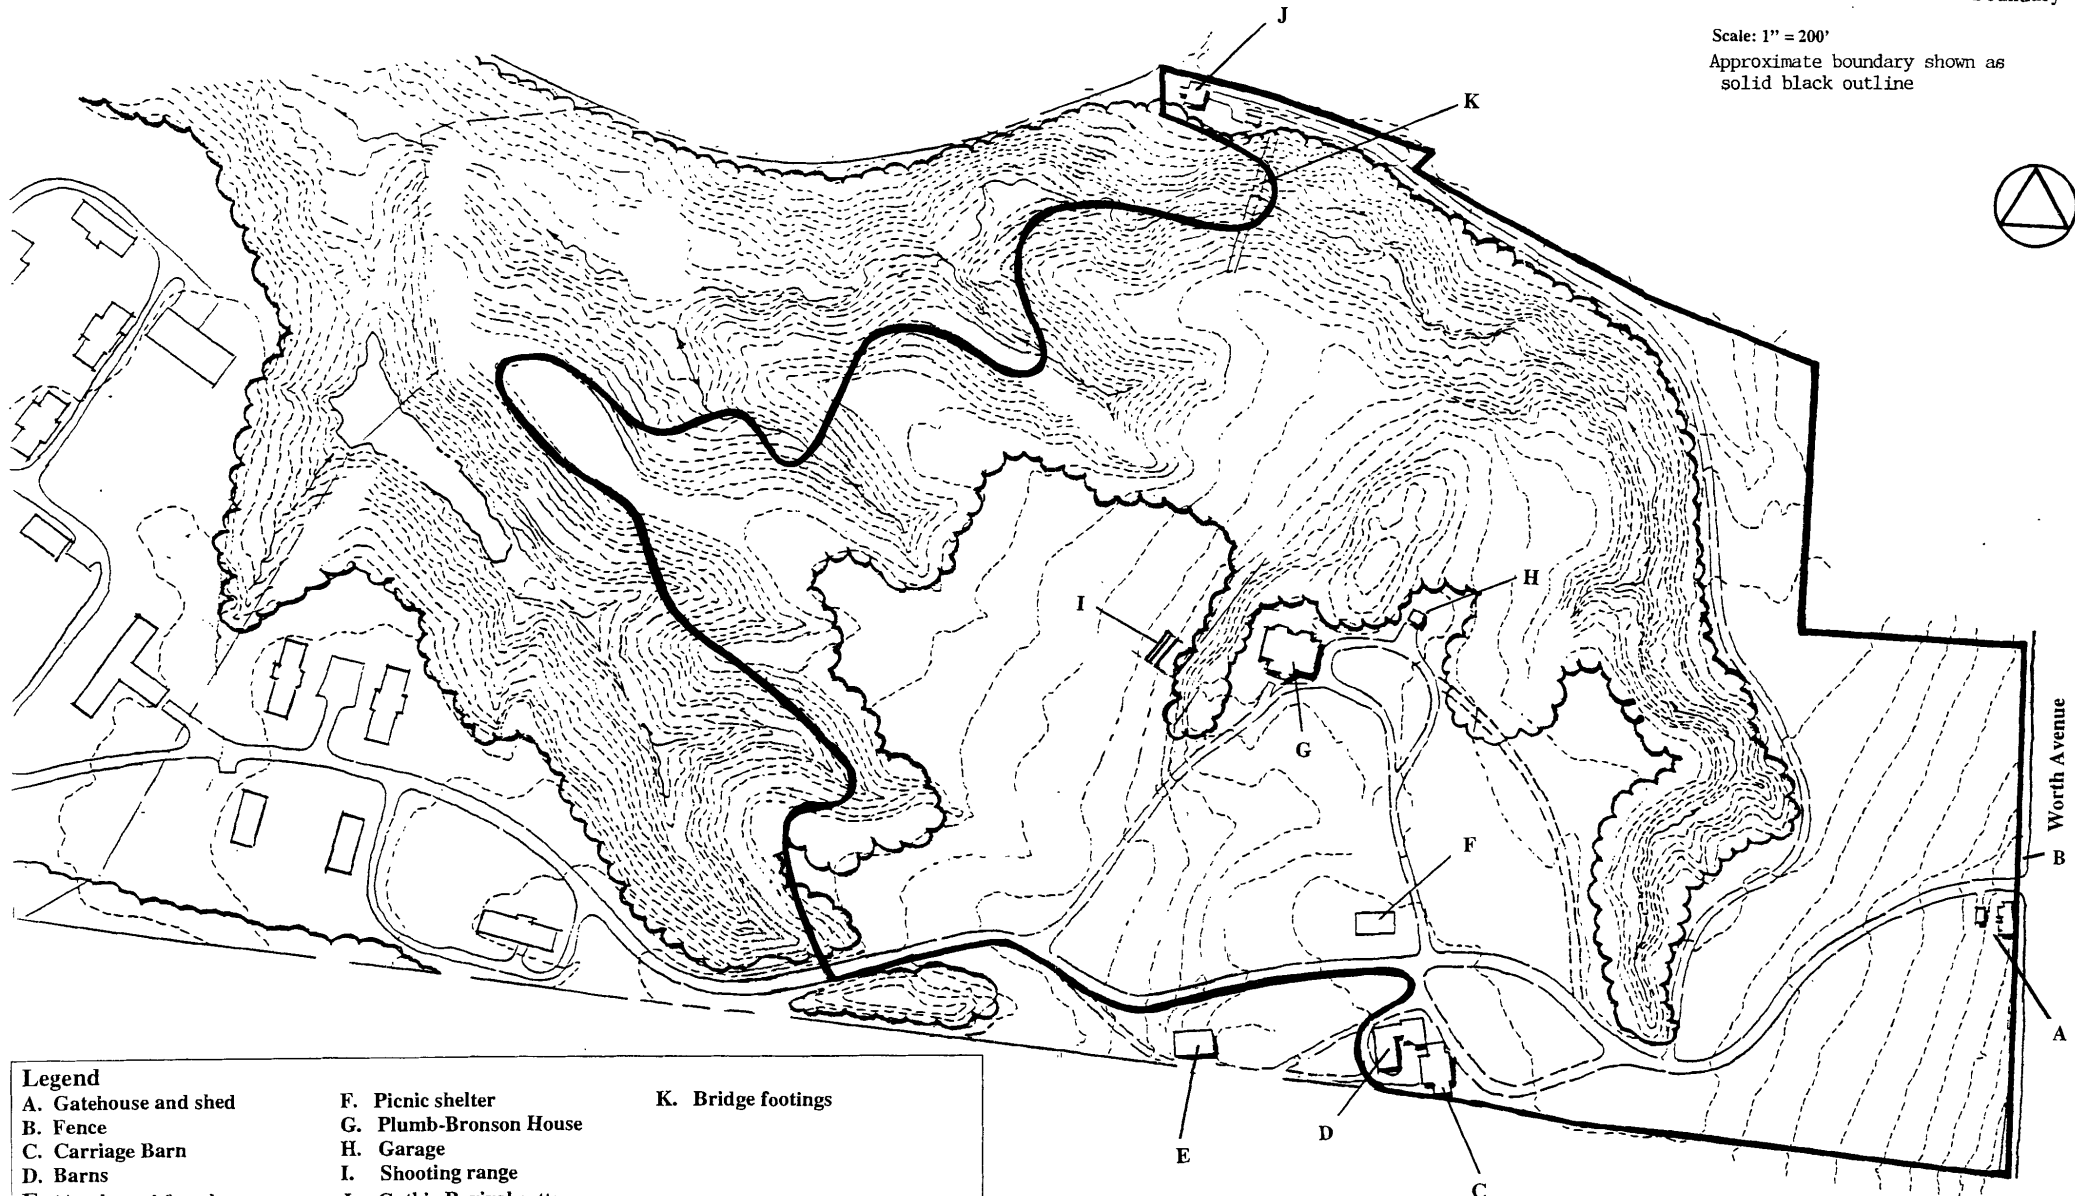 Scale: 1" = 200'
Approximate boundary shown as
solid black outline
J
K
H
I
G
Worth Avenue
F
B
A
D
E
C
Legend
A. Gatehouse and shed
B. Fence
C. Carriage Barn
D. Barns
F. Picnic shelter
G. Plumb-Bronson House
H. Garage
I. Shooting range
K. Bridge footings